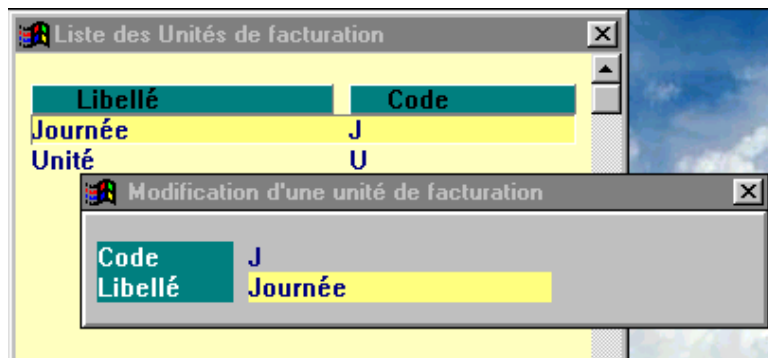 Liste des Unités de facturation
Libellé Code
Journée J
Unité U
Modification d'une unité de facturation
Code J
Libellé Journée